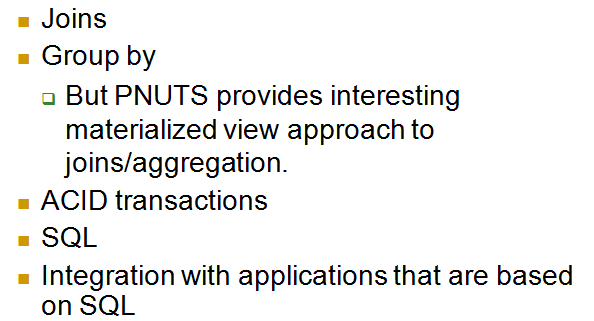 Joins
Group by
But PNUTS provides interesting
materialized view approach to
joins/aggregation.
ACID transactions
SQL
Integration with applications that are based
on SQL